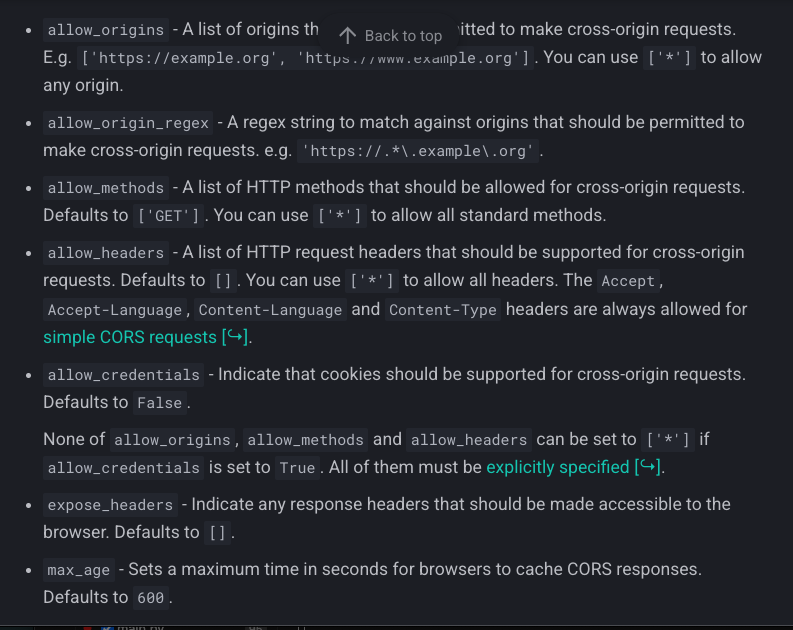 allow_origins - A list of origins th
Back to top
itted to make cross-origin requests.
E.g. ['https://example.org', 'https://www.example.org']. You can use ['*'] to allow
any origin.
allow_origin_regex - A regex string to match against origins that should be permitted to
make cross-origin requests. e.g. 'https://.*\.example\.org'.
allow_methods - A list of HTTP methods that should be allowed for cross-origin requests.
Defaults to ['GET']. You can use ['*'] to allow all standard methods.
allow_headers - A list of HTTP request headers that should be supported for cross-origin
requests. Defaults to []. You can use ['*'] to allow all headers. The Accept,
Accept-Language, Content-Language and Content-Type headers are always allowed for
simple CORS requests [↪].
allow_credentials - Indicate that cookies should be supported for cross-origin requests.
Defaults to False.
None of allow_origins, allow_methods and allow_headers can be set to ['*'] if
allow_credentials is set to True. All of them must be explicitly specified [↪].
expose_headers - Indicate any response headers that should be made accessible to the
browser. Defaults to [].
max_age - Sets a maximum time in seconds for browsers to cache CORS responses.
Defaults to 600.